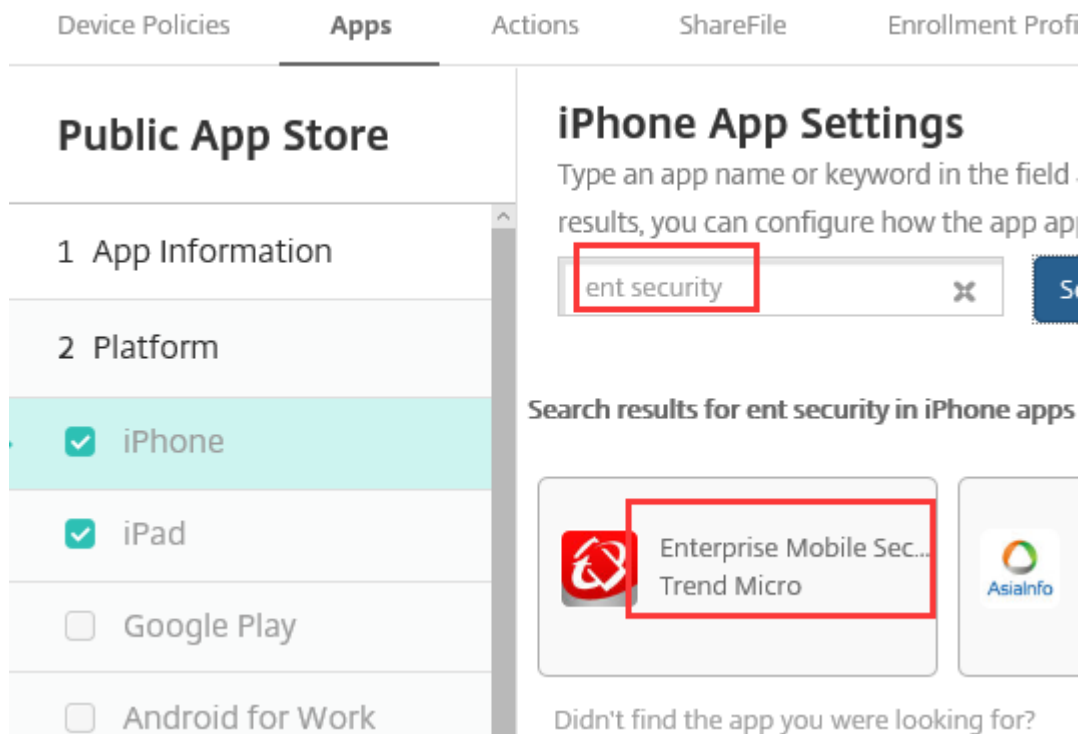 Device Policies Apps Actions ShareFile Enrollment Profi
Public App Store
1 App Information
2 Platform
iPhone
iPad
Google Play
Android for Work
iPhone App Settings
Type an app name or keyword in the field
results, you can configure how the app ap
ent security
Search results for ent security in iPhone apps
Enterprise Mobile Sec...
Trend Micro
AsiaInfo
Didn't find the app you were looking for?